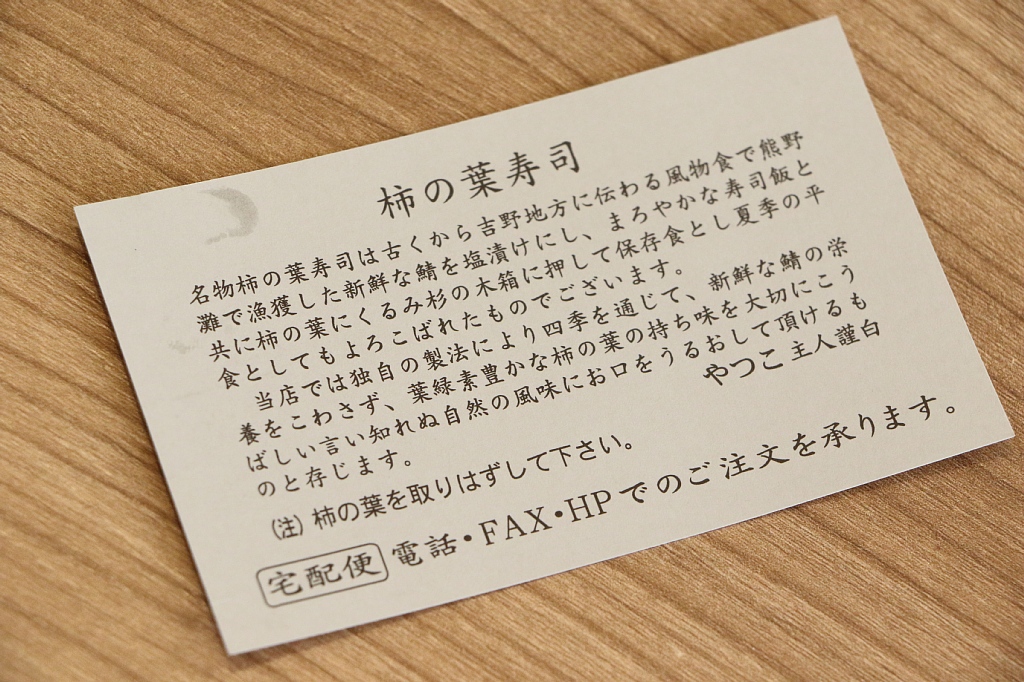 柿の葉寿司
名物柿の葉寿司は古くから吉野地方に伝わる風物食で熊野
灘で漁獲した新鮮な鯖を塩漬けにし、まろやかな寿司飯と
共に柿の葉にくるみ杉の木箱に押して保存食とし夏季の平
食としてもよろこばれたものでございます。
当店では独自の製法により四季を通じて、新鮮な鯖の栄
養をこわさず、葉緑素豊かな柿の葉の持ち味を大切にこう
ばしい言い知れぬ自然の風味にお口をうるおして頂けるも
のと存じます。
やつこ主人謹白
(注) 柿の葉を取りはずして下さい。
宅配便 電話・FAX・HPでのご注文を承ります。